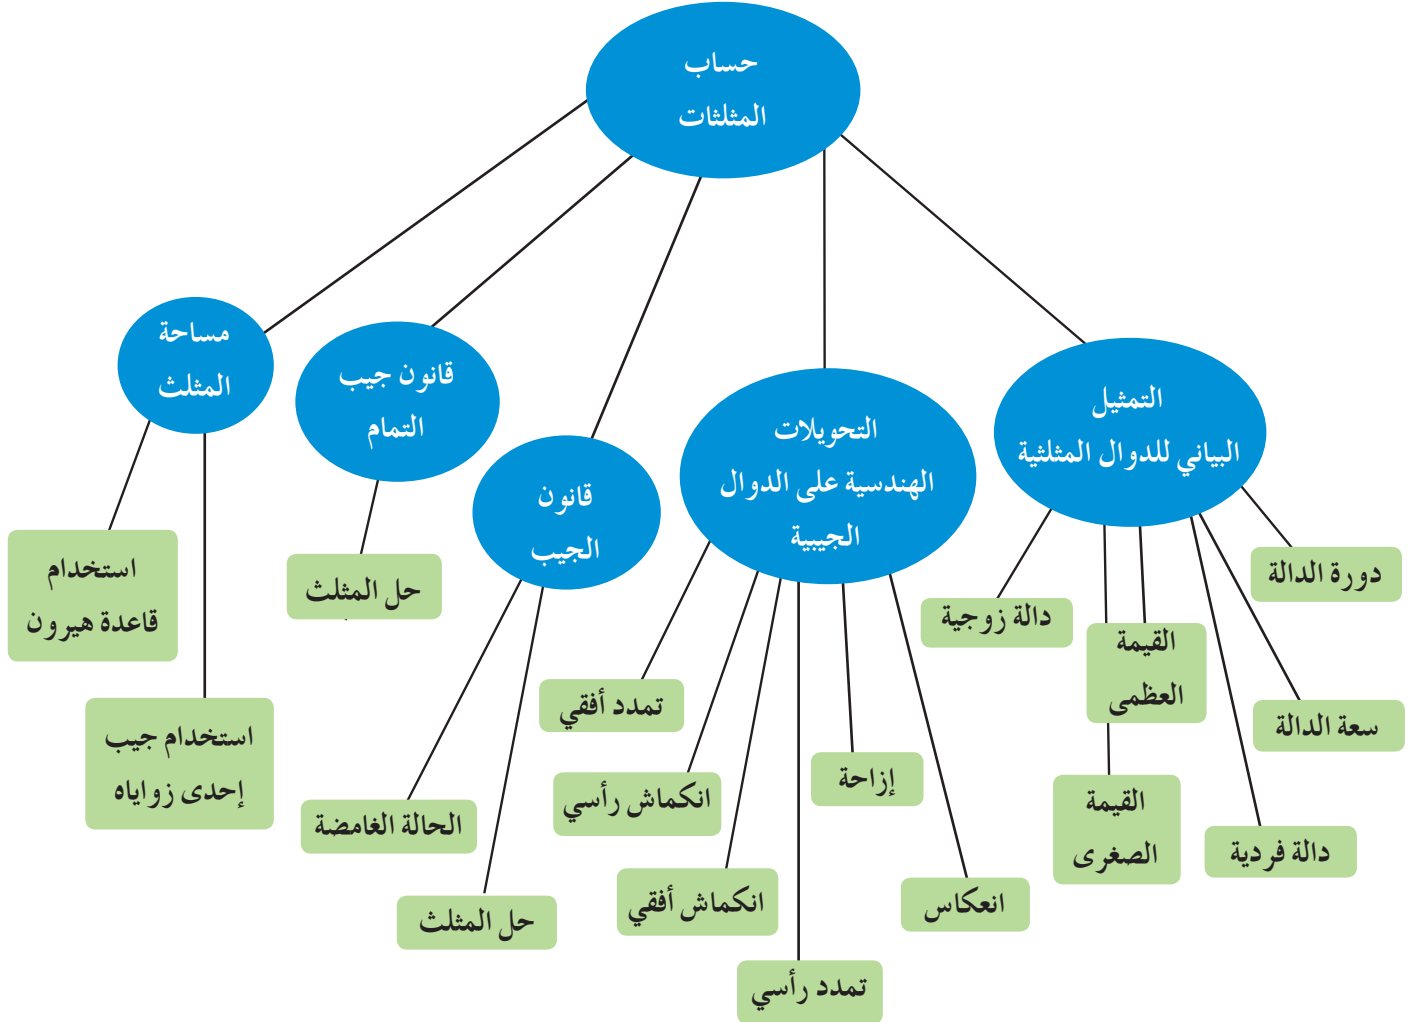 حساب
المثلثات
التمثيل
البياني للدوال المثلثية
دورة الدالة
سعة الدالة
دالة فردية
القيمة
العظمى
القيمة
الصغرى
دالة زوجية
التحويلات
الهندسية على الدوال
الجيبية
انعكاس
إزاحة
تمدد رأسي
انكماش أفقي
انكماش رأسي
تمدد أفقي
قانون
الجيب
حل المثلث
الحالة الغامضة
قانون جيب
التمام
حل المثلث
مساحة
المثلث
استخدام جيب
إحدى زواياه
استخدام
قاعدة هيرون